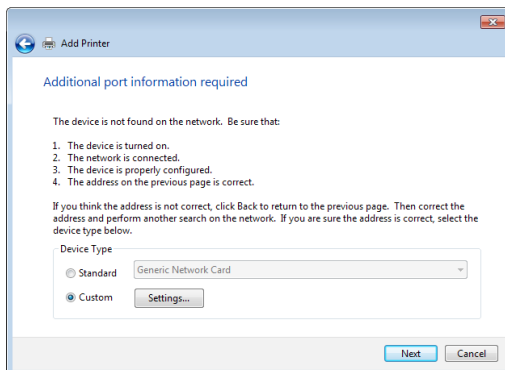 Add Printer
Additional port information required
The device is not found on the network. Be sure that:
1. The device is turned on.
2. The network is connected.
3. The device is properly configured.
4. The address on the previous page is correct.
If you think the address is not correct, click Back to return to the previous page. Then correct the
address and perform another search on the network. If you are sure the address is correct, select the
device type below.
Device Type
Standard
Generic Network Card
Custom
Settings...
Next
Cancel